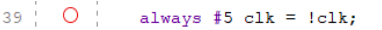 39 always #5 clk = !clk;